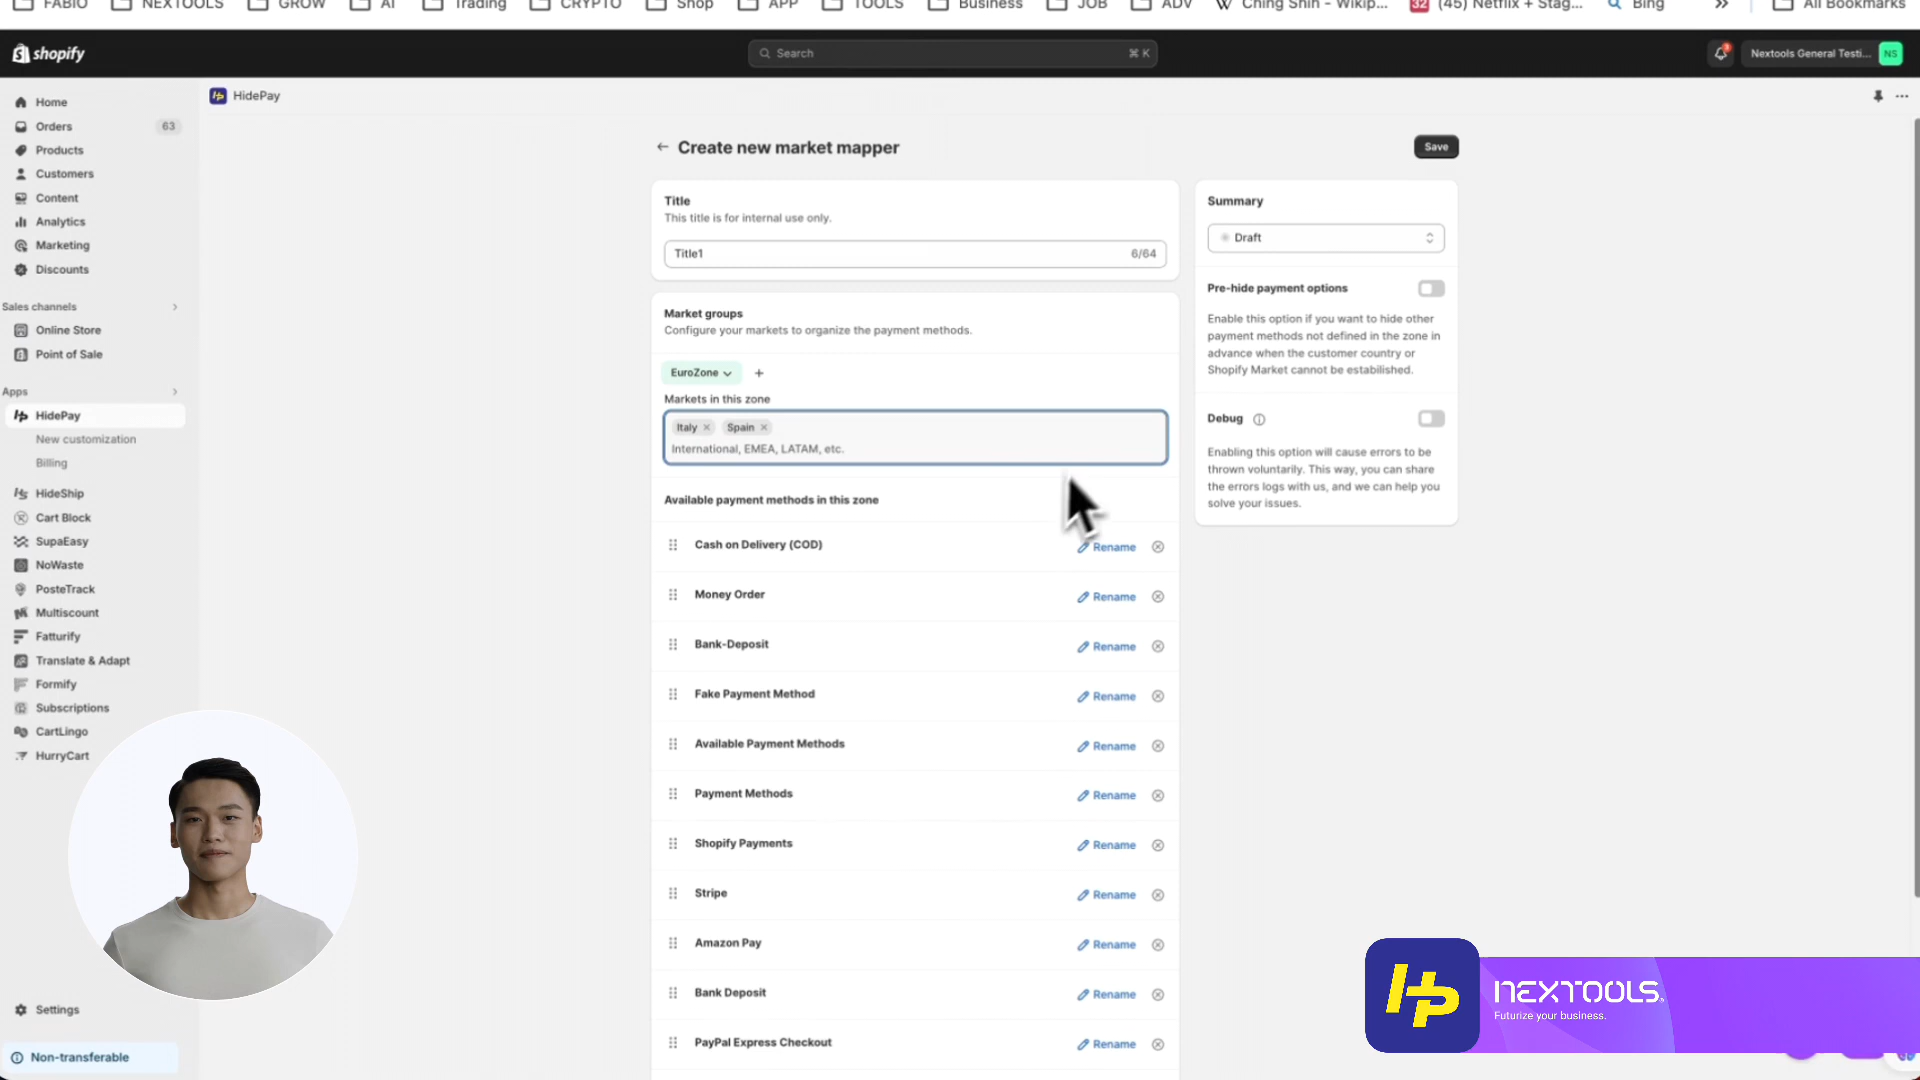 FABIO
NEXTOOLS
GROW
AI
Trading
CRYPTO
Shop
APP
TOOLS
Business
JOB
ADV
W Ching Shih - Wikip...
32 (45) Netflix + Stag...
Bing
»
All Bookmarks
shopify
Search
⌘ K
Nextools General Testi...
NS
HidePay
Home
Orders 63
Products
Customers
Content
Analytics
Marketing
Discounts
Sales channels
Online Store
Point of Sale
Apps
HidePay
New customization
Billing
HideShip
Cart Block
SupaEasy
NoWaste
PosteTrack
Multiscount
Fatturify
Translate & Adapt
Formify
Subscriptions
CartLingo
HurryCart
Settings
Non-transferable
Create new market mapper
Save
Title
This title is for internal use only.
Title1 6/64
Market groups
Configure your markets to organize the payment methods.
EuroZone
Markets in this zone
Italy Spain
International, EMEA, LATAM, etc.
Available payment methods in this zone
Cash on Delivery (COD) Rename
Money Order Rename
Bank-Deposit Rename
Fake Payment Method Rename
Available Payment Methods Rename
Payment Methods Rename
Shopify Payments Rename
Stripe Rename
Amazon Pay Rename
Bank Deposit Rename
PayPal Express Checkout Rename
Summary
Draft
Pre-hide payment options
Enable this option if you want to hide other
payment methods not defined in the zone in
advance when the customer country or
Shopify Market cannot be estabilished.
Debug
Enabling this option will cause errors to be
thrown voluntarily. This way, you can share
the errors logs with us, and we can help you
solve your issues.
HP
NEXTOOLS
Futurize your business.